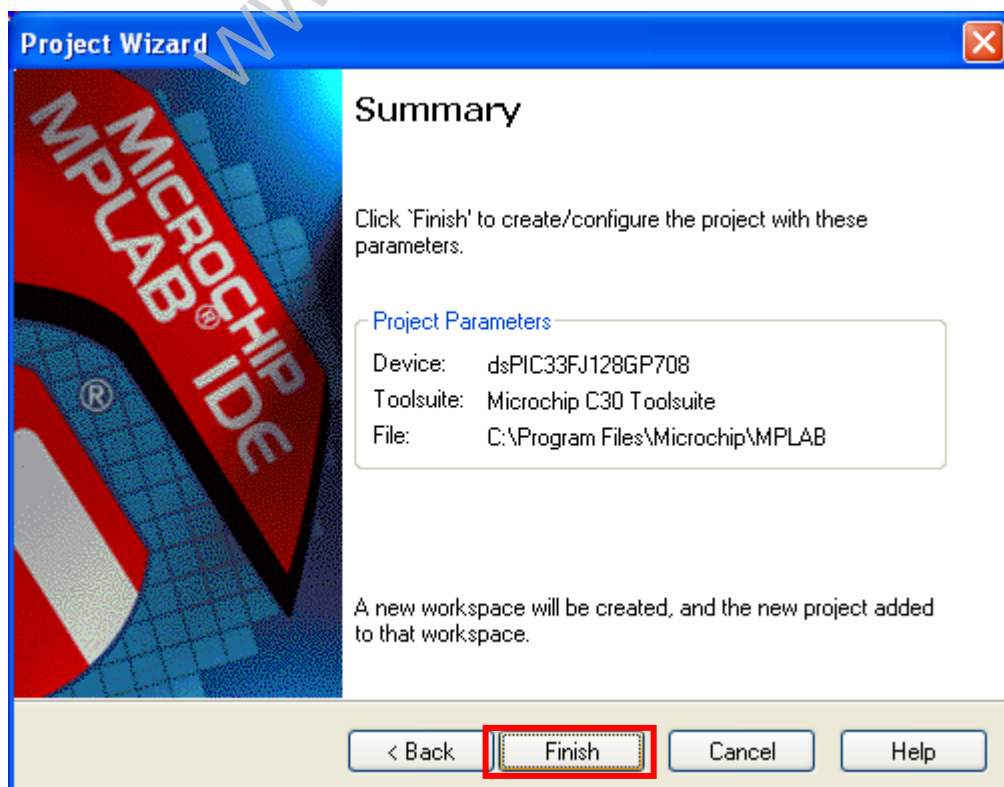 Project Wizard
MICROCHIP
MPLAB® IDE
®
Summary
Click `Finish' to create/configure the project with these
parameters.
Project Parameters
Device: dsPIC33FJ128GP708
Toolsuite: Microchip C30 Toolsuite
File: C:\Program Files\Microchip\MPLAB
A new workspace will be created, and the new project added
to that workspace.
< Back Finish Cancel Help